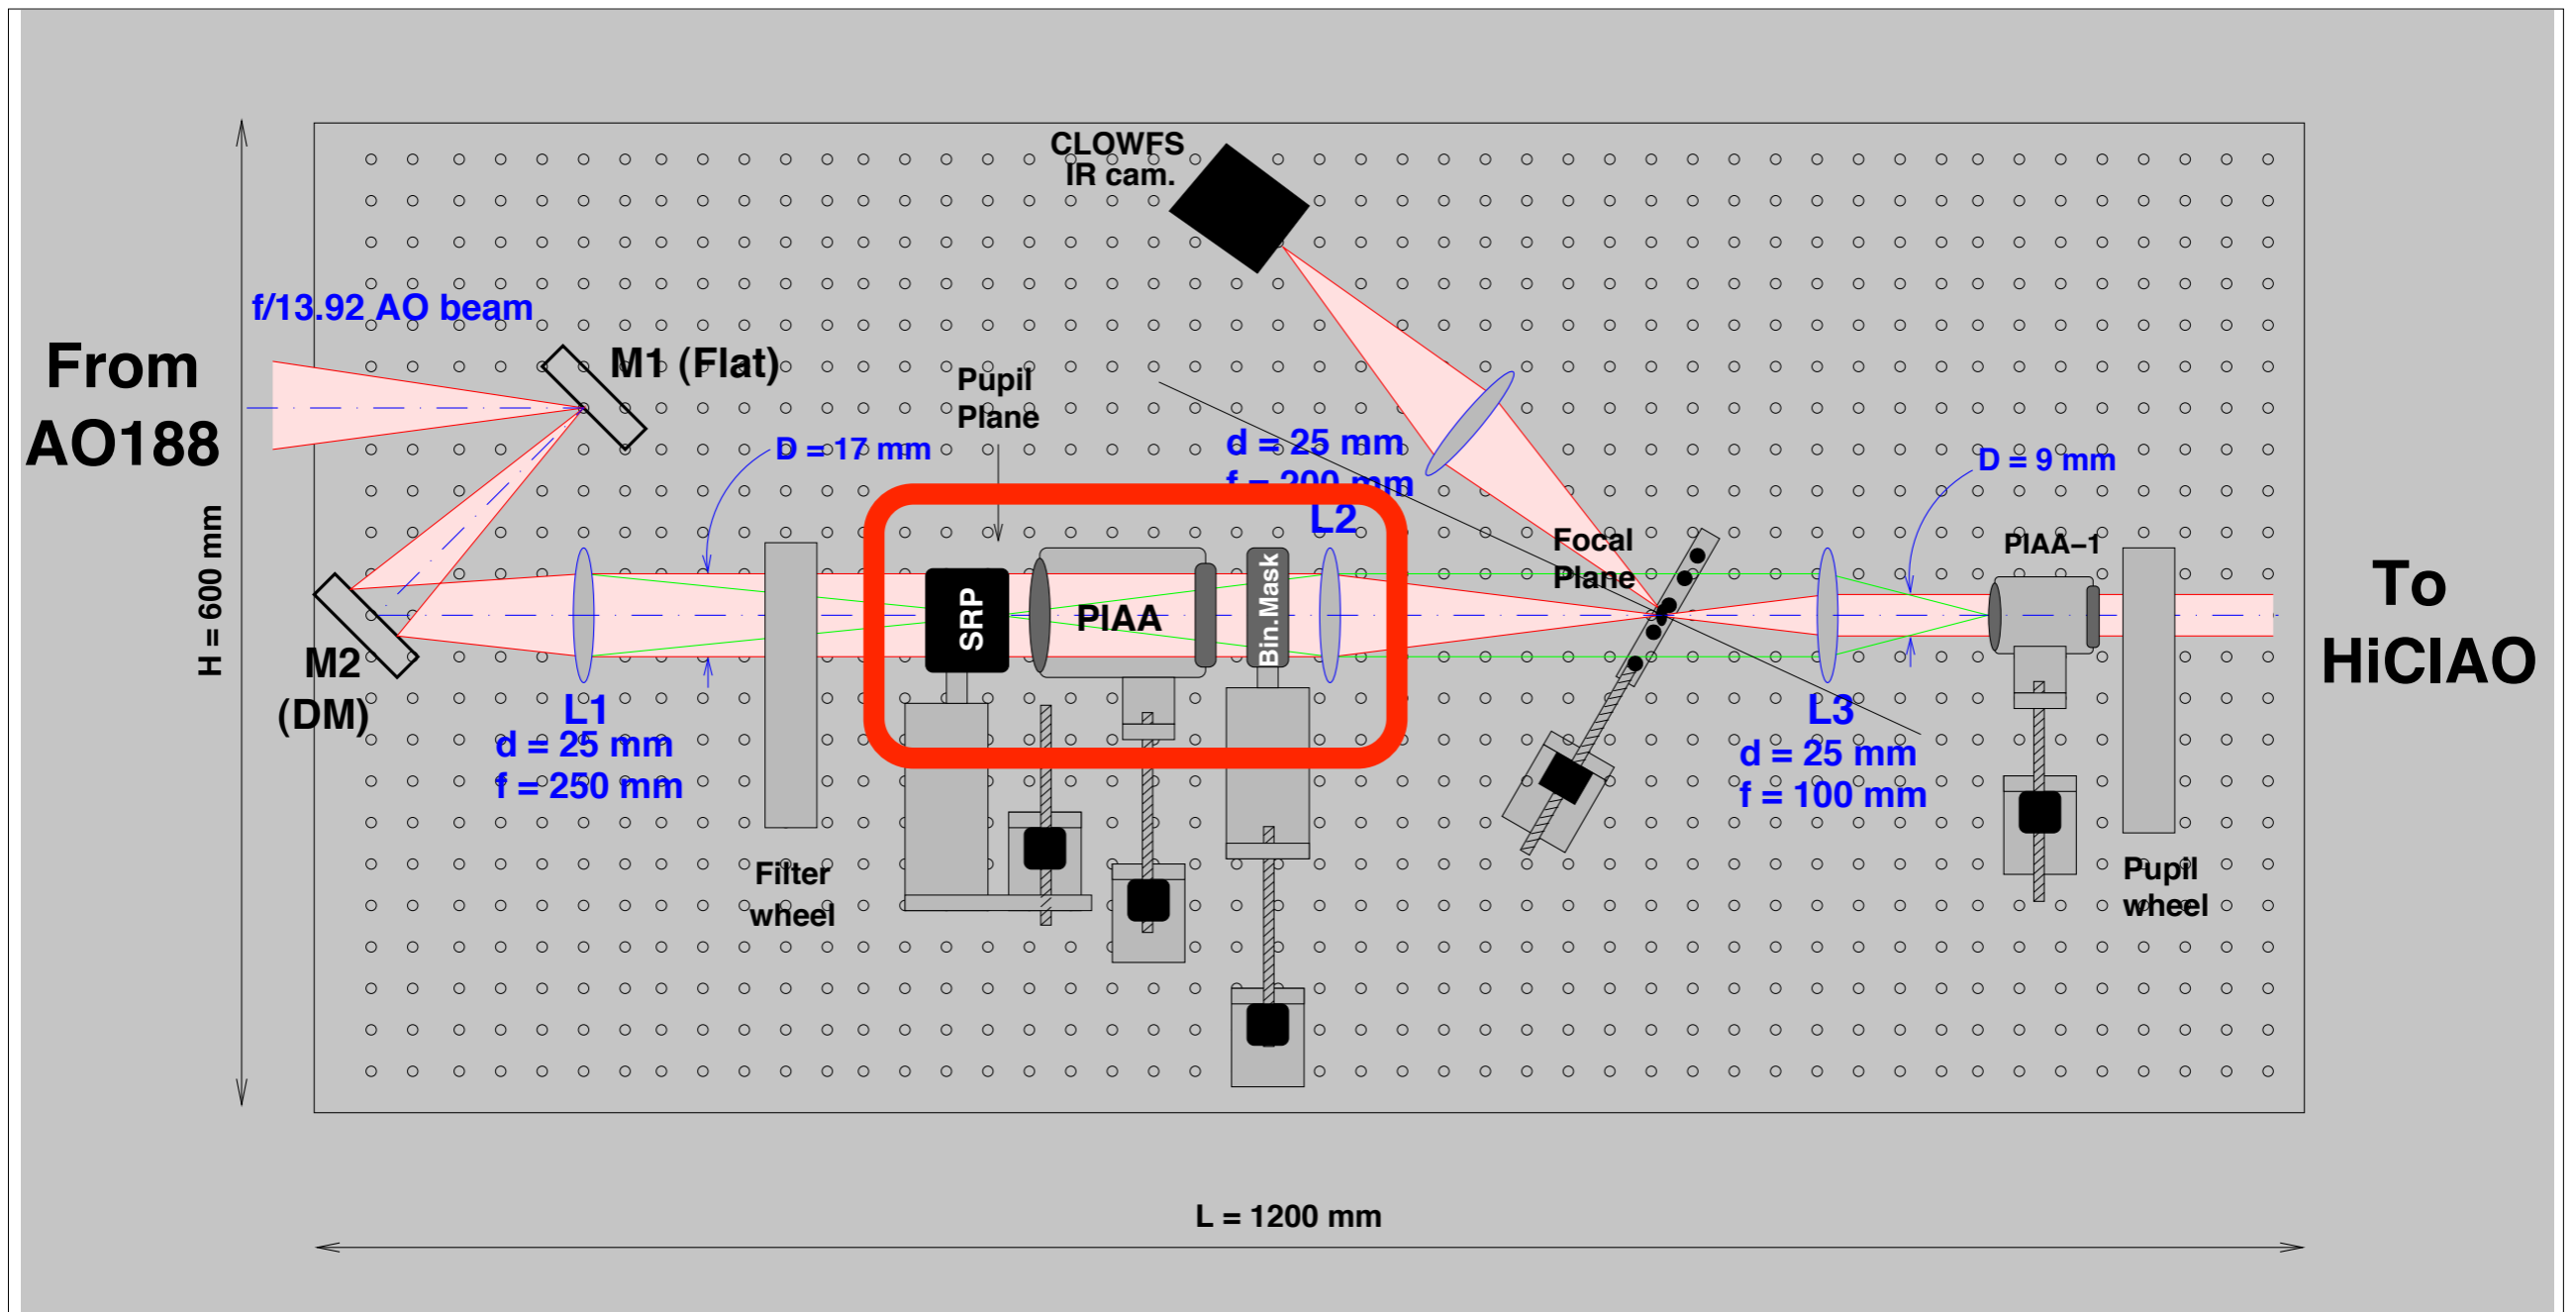 CLOWFS
IR cam.
f/13.92 AO beam
From
AO188
M1 (Flat)
Pupil
Plane
D = 17 mm
d = 25 mm
f = 200 mm
L2
D = 9 mm
H = 600 mm
Focal
Plane
PIAA−1
SRP
PIAA
Bin.Mask
To
HiCIAO
M2
(DM)
L1
d = 25 mm
f = 250 mm
L3
d = 25 mm
f = 100 mm
Filter
wheel
Pupil
wheel
L = 1200 mm